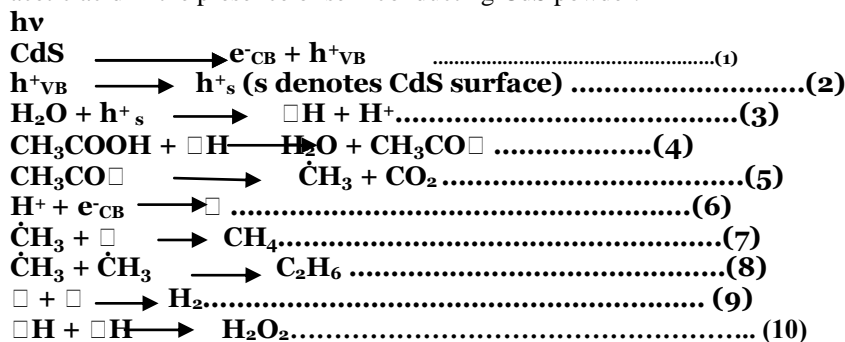 hν
CdS ⟶ e⁻CB + h⁺VB ....................................................(1)
h⁺VB ⟶ h⁺s (s denotes CdS surface) ............................(2)
H₂O + h⁺s ⟶ □H + H⁺.......................................(3)
CH₃COOH + □H ⟶ H₂O + CH₃CO□ ...................(4)
CH₃CO□ ⟶ ĊH₃ + CO₂ ....................................(5)
H⁺ + e⁻CB ⟶ □ .......................................................(6)
ĊH₃ + □ ⟶ CH₄.....................................................(7)
ĊH₃ + ĊH₃ ⟶ C₂H₆ .............................................(8)
□ + □ ⟶ H₂............................................................ (9)
□H + □H ⟶ H₂O₂…………………………………………….. (10)